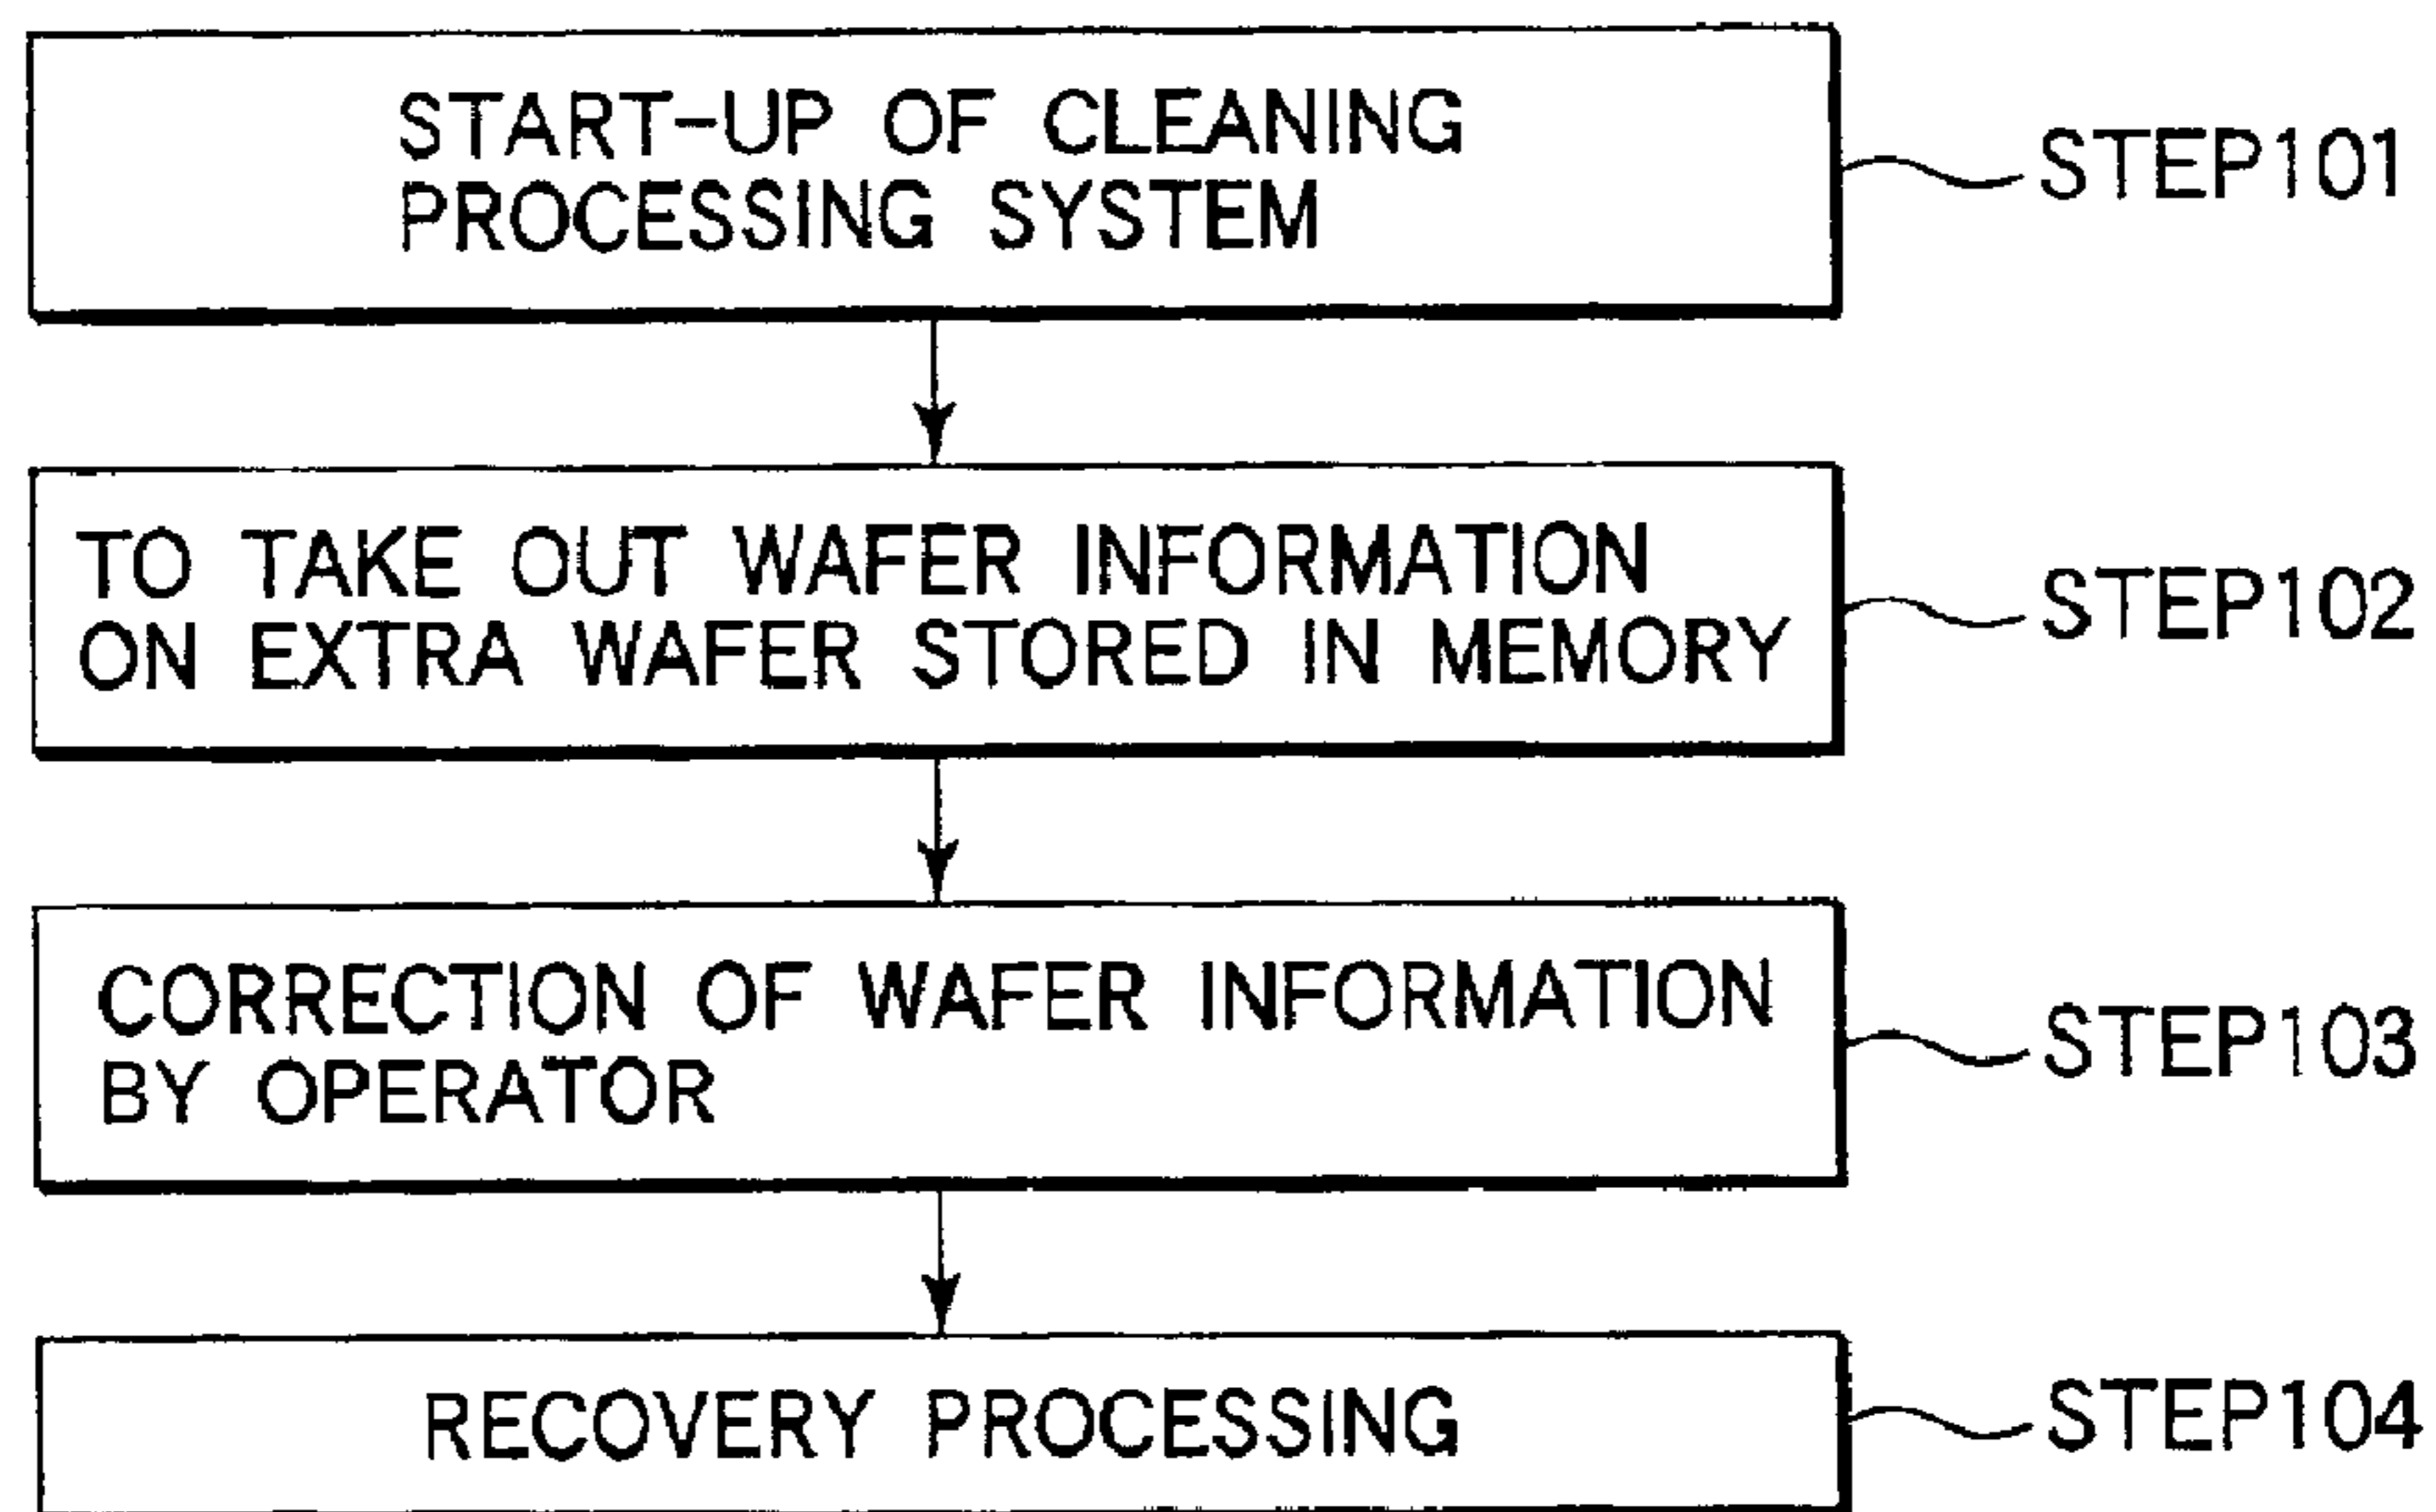 START-UP OF CLEANING
PROCESSING SYSTEM
STEP101
TO TAKE OUT WAFER INFORMATION
ON EXTRA WAFER STORED IN MEMORY
STEP102
CORRECTION OF WAFER INFORMATION
BY OPERATOR
STEP103
RECOVERY PROCESSING
STEP104